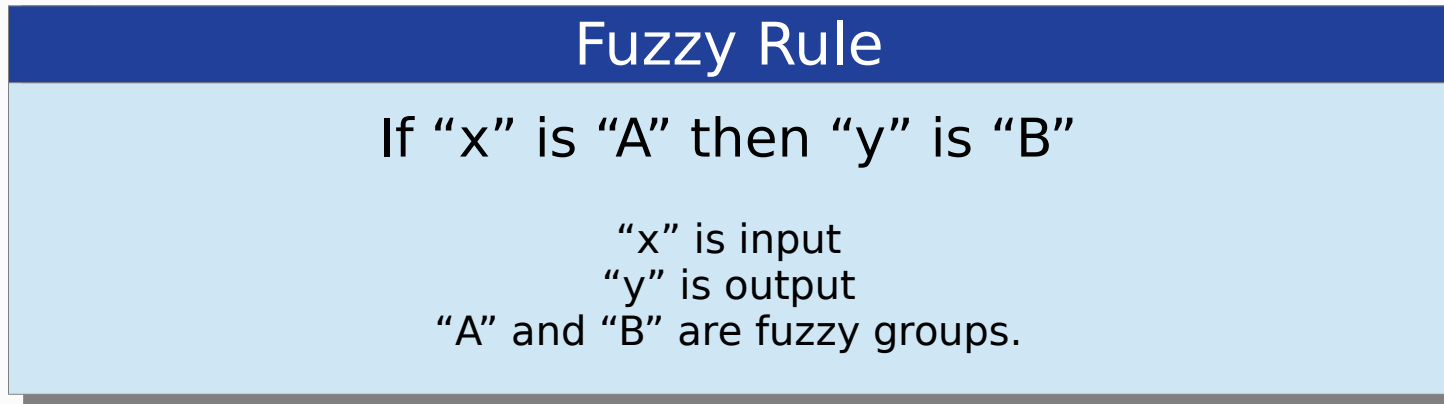 Fuzzy Rule
If “x” is “A” then “y” is “B”
“x” is input
“y” is output
“A” and “B” are fuzzy groups.